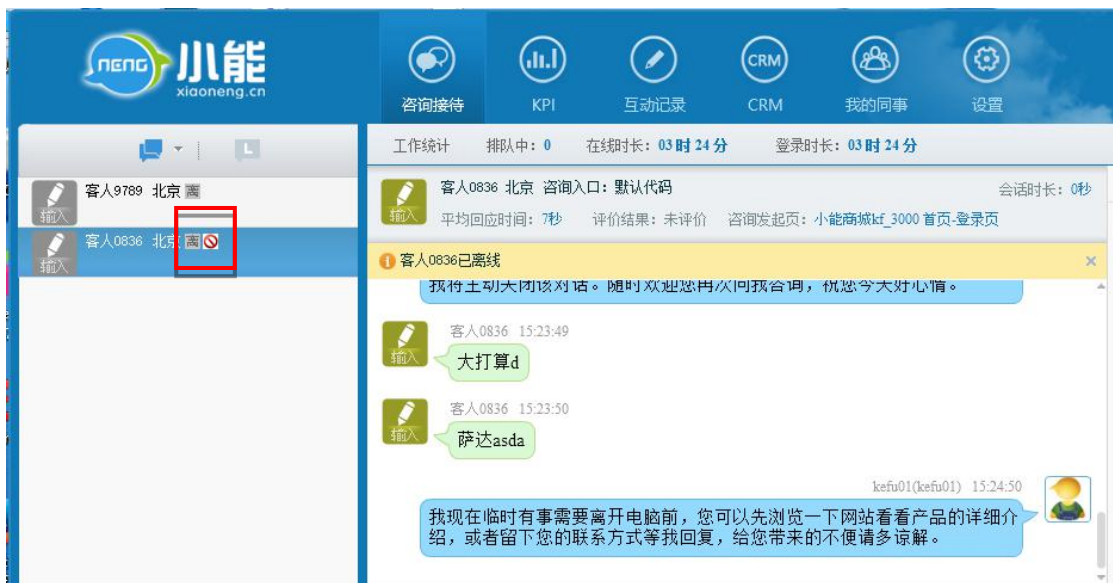 neng 小能
xiaoneng.cn
咨询接待 KPI 互动记录 CRM CRM 我的同事 设置
工作统计 排队中：0 在线时长：03时24分 登录时长：03时24分
客人9789 北京 离
输入
客人0836 北京 离
输入
客人0836 北京 咨询入口：默认代码 会话时长：0秒
输入 平均回应时间：7秒 评价结果：未评价 咨询发起页：小能商城kf_3000 首页-登录页
客人0836已离线
我将主动关闭该对话。随时欢迎您再次向我咨询，祝您今天好心情。
客人0836 15:23:49
输入 大打算d
客人0836 15:23:50
输入 萨达asda
kefu01(kefu01) 15:24:50
我现在临时有事需要离开电脑前，您可以先浏览一下网站看看产品的详细介
绍，或者留下您的联系方式等我回复，给您带来的不便请多谅解。